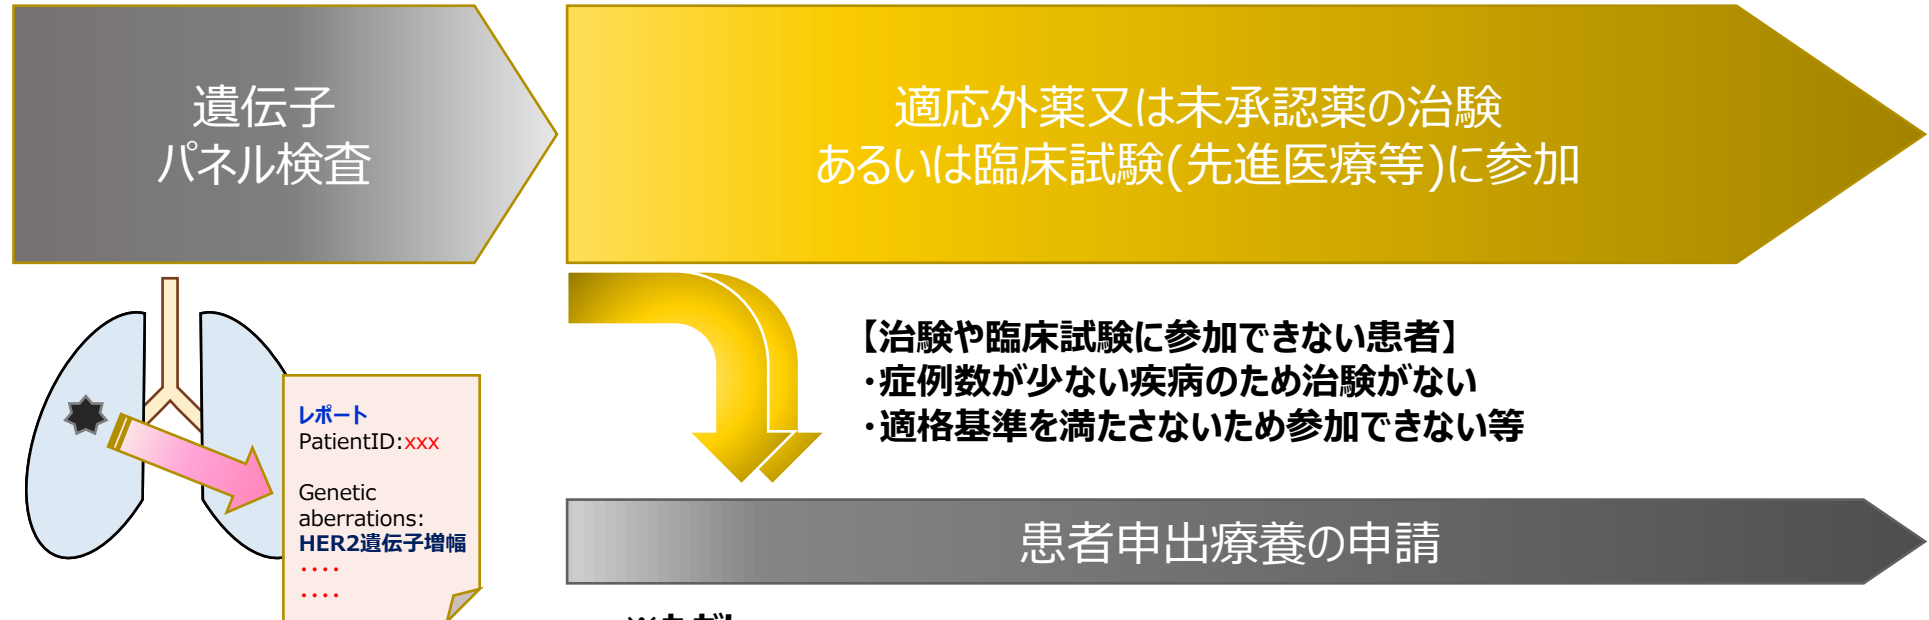 遺伝子
パネル検査
適応外薬又は未承認薬の治験
あるいは臨床試験(先進医療等)に参加
【治験や臨床試験に参加できない患者】
・症例数が少ない疾病のため治験がない
・適格基準を満たさないため参加できない等
レポート
PatientID:xxx
Genetic
aberrations:
HER2遺伝子増幅
・・・・
・・・・
患者申出療養の申請